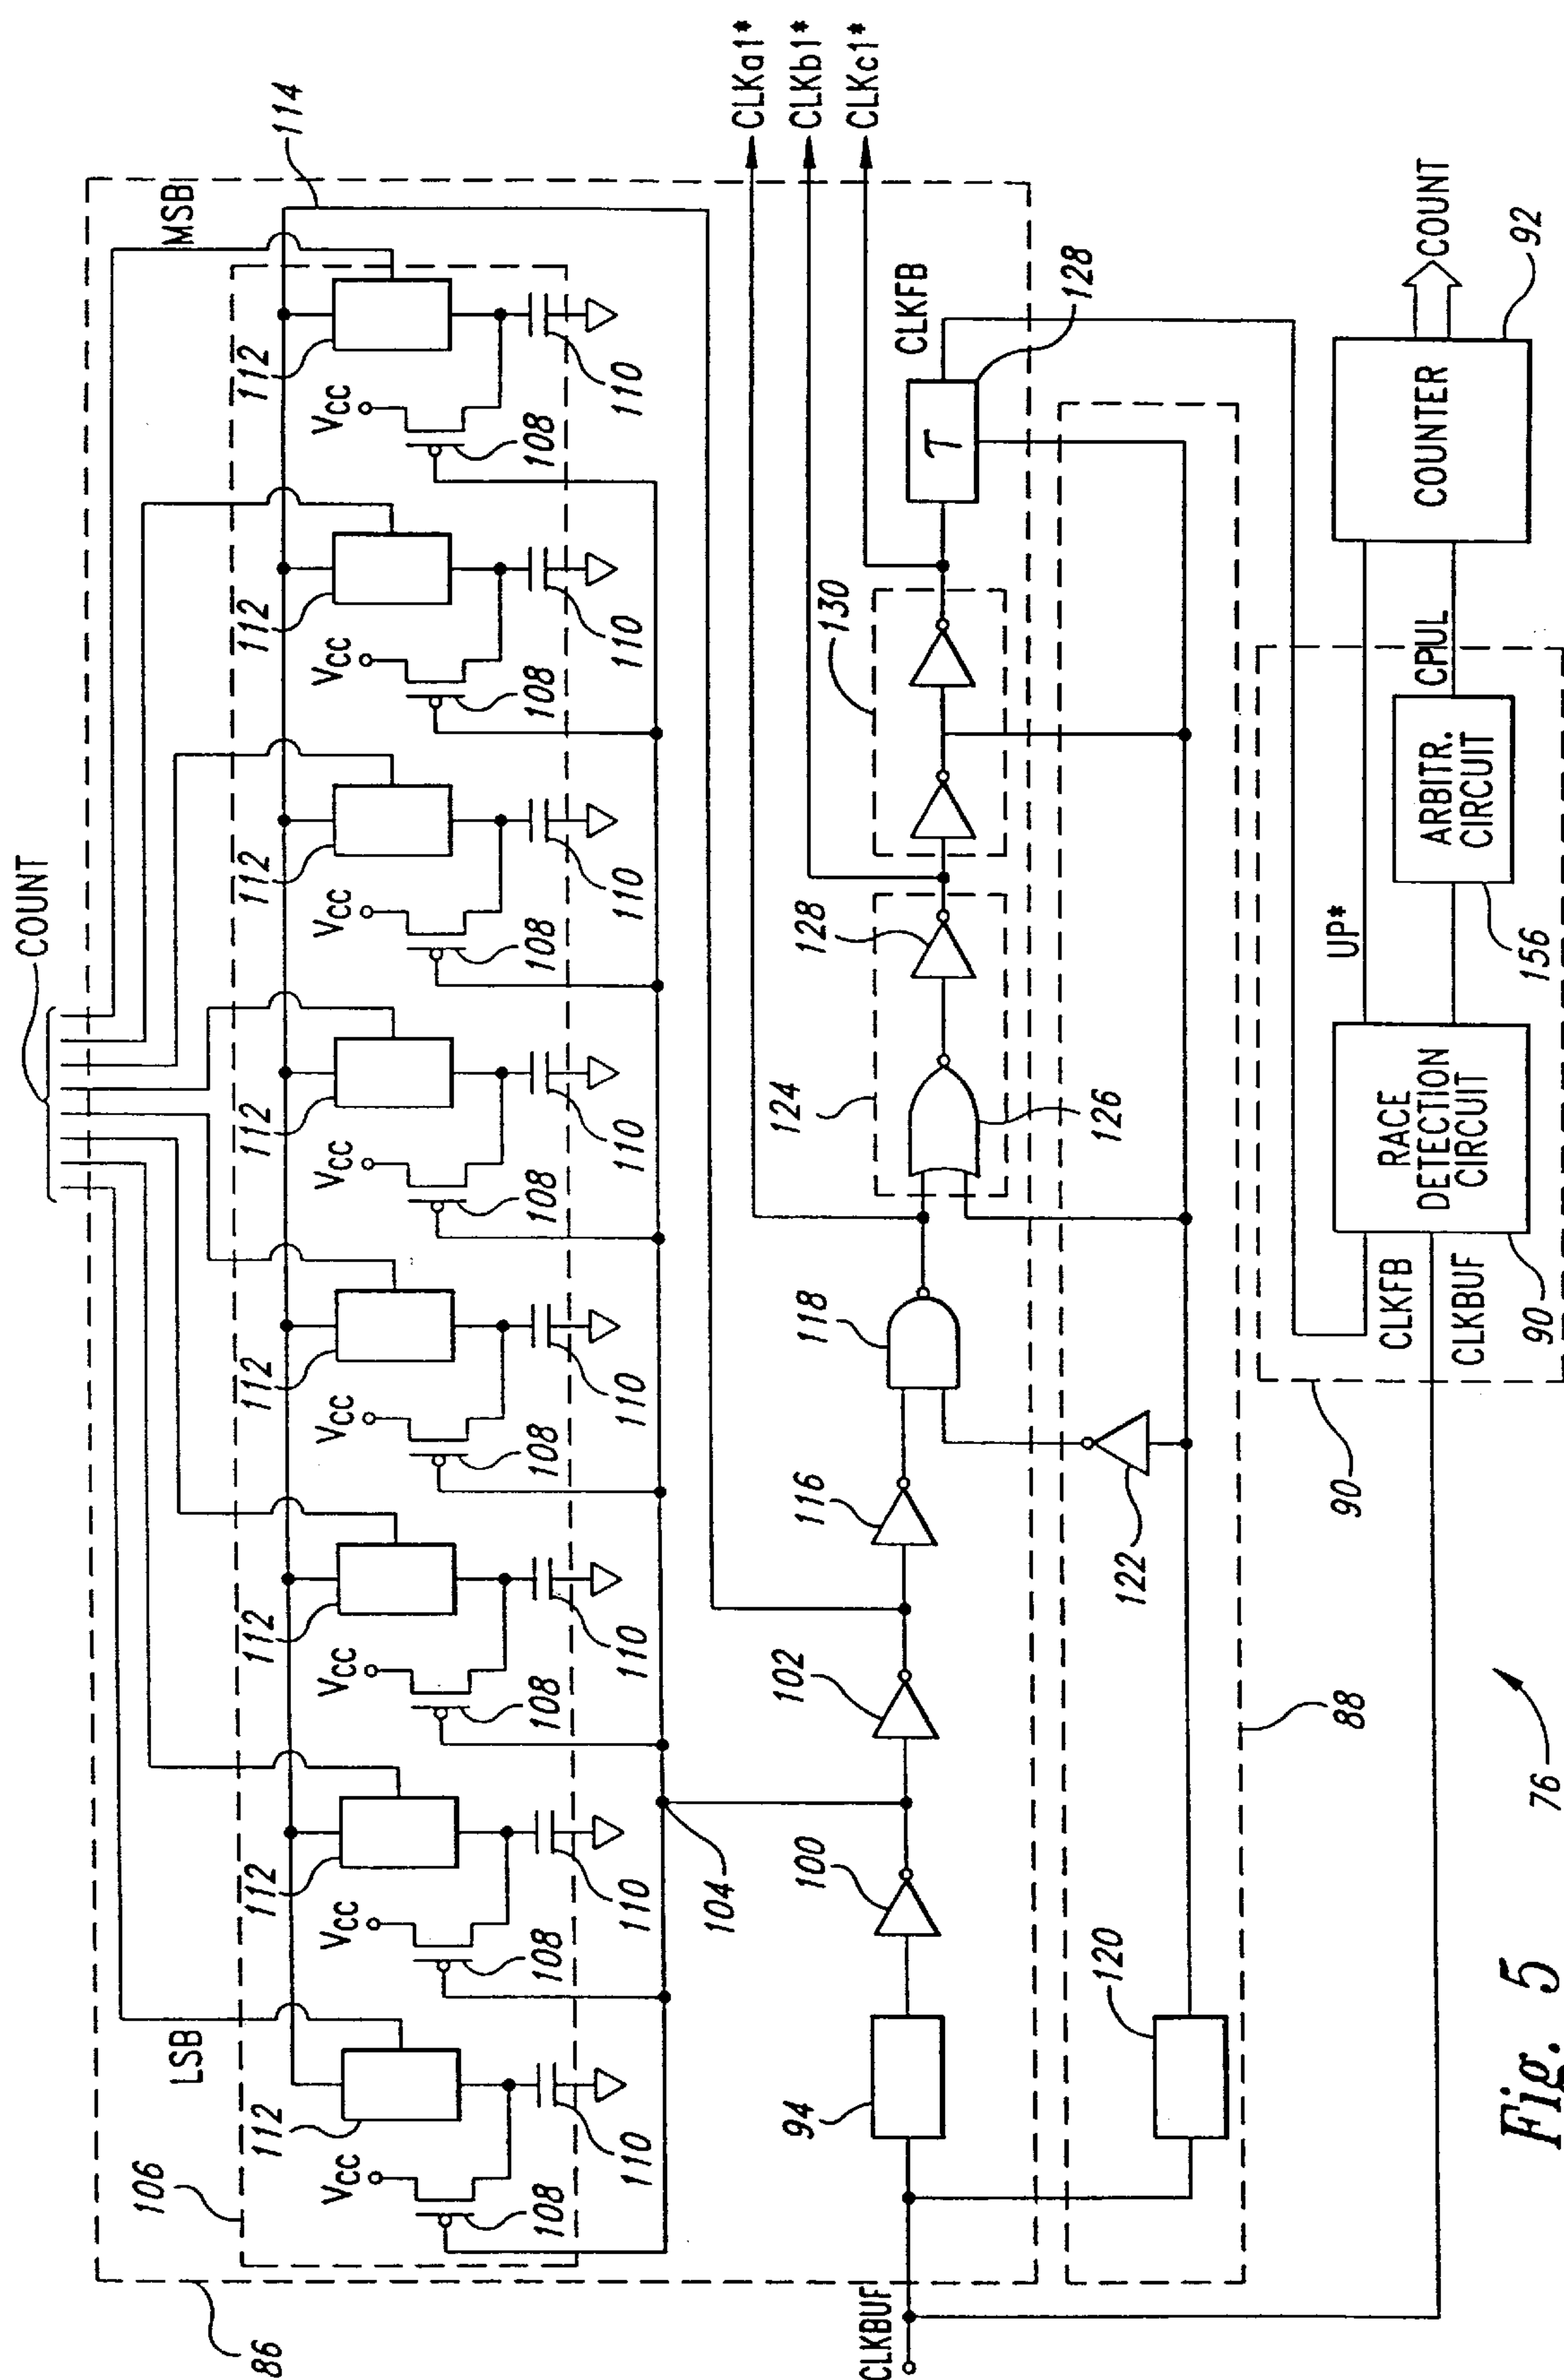 COUNT
86
106
LSB
MSB
114
112
112
112
112
112
112
112
112
VCC
VCC
VCC
VCC
VCC
VCC
VCC
VCC
108
108
108
108
108
108
108
108
110
110
110
110
110
110
110
110
104
CLKa1*
CLKb1*
CLKc1*
CLKBUF
94
100
102
116
118
124
126
128
130
τ
CLKFB
128
120
122
88
90
CLKFB
CLKBUF
90
RACE
DETECTION
CIRCUIT
UP*
156
ARBITR.
CIRCUIT
CPUL
COUNTER
COUNT
92
76
Fig. 5